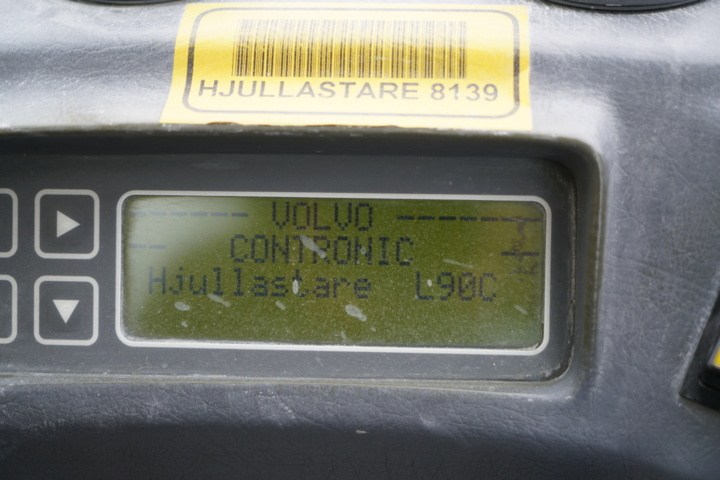 HJULLASTARE 8139
------ VOLVO -------
-- CONTRONIC
Hjullastare L90C